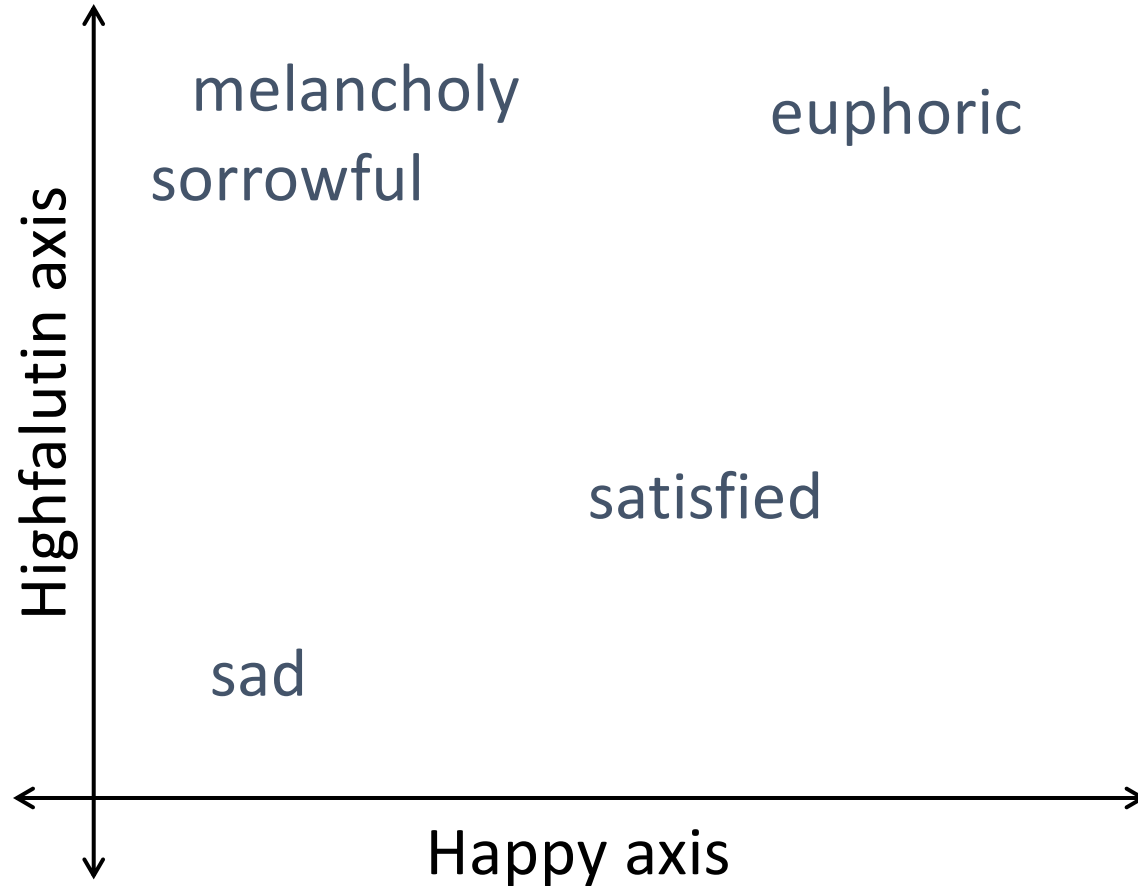 melancholy
euphoric
sorrowful
Highfalutin axis
satisfied
sad
Happy axis